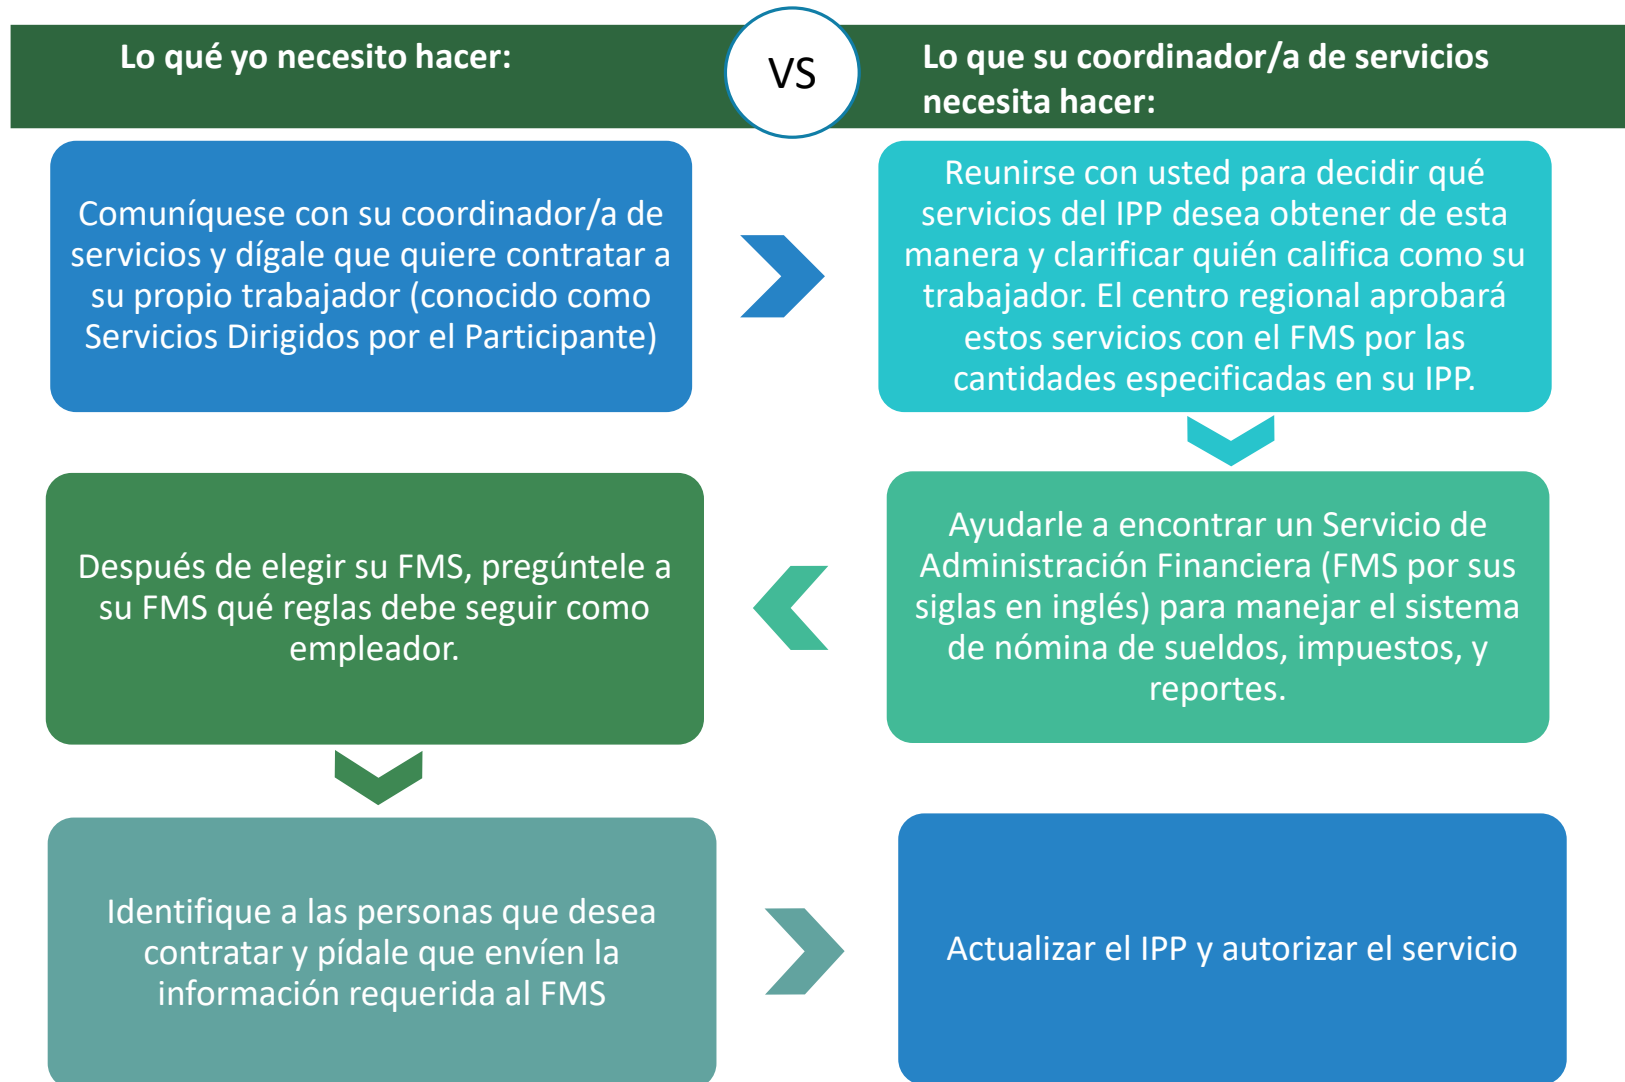 Lo qué yo necesito hacer:
VS
Lo que su coordinador/a de servicios
necesita hacer:
Comuníquese con su coordinador/a de
servicios y dígale que quiere contratar a
su propio trabajador (conocido como
Servicios Dirigidos por el Participante)
Reunirse con usted para decidir qué
servicios del IPP desea obtener de esta
manera y clarificar quién califica como su
trabajador. El centro regional aprobará
estos servicios con el FMS por las
cantidades especificadas en su IPP.
Ayudarle a encontrar un Servicio de
Administración Financiera (FMS por sus
siglas en inglés) para manejar el sistema
de nómina de sueldos, impuestos, y
reportes.
Después de elegir su FMS, pregúntele a
su FMS qué reglas debe seguir como
empleador.
Identifique a las personas que desea
contratar y pídale que envíen la
información requerida al FMS
Actualizar el IPP y autorizar el servicio